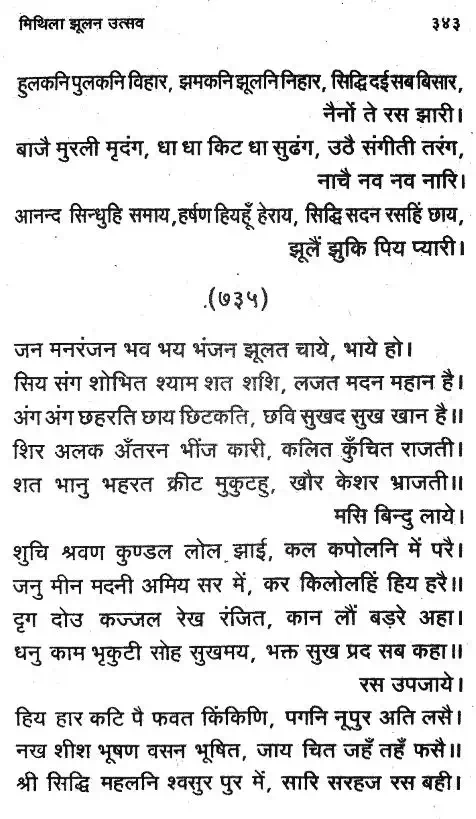 मिथिला झूलन उत्सव ३४३
हुलकनि पुलकनि विहार, झमकनि झूलनि निहार, सिद्धि दई सब बिसार,
नैनों ते रस झारी।
बाजै मुरली मृदंग, धा धा किट धा सुढंग, उठै संगीती तरंग,
नाचै नव नव नारि।
आनन्द सिन्धुहि समाय, हर्षण हियहूँ हेराय, सिद्धि सदन रसहिं छाय,
झूलैं झुकि पिय प्यारी।
(७३५)
जन मनरंजन भव भय भंजन झूलत चाये, भाये हो।
सिय संग शोभित श्याम शत शशि, लजत मदन महान है।
अंग अंग छहरति छाय छिटकति, छवि सुखद सुख खान है॥
शिर अलक अँतरन भींज कारी, कलित कुँचित राजती।
शत भानु भहरत क्रीट मुकुटहु, खौर केशर भ्राजती॥
मसि बिन्दु लाये।
शुचि श्रवण कुण्डल लोल झाई, कल कपोलनि में परै।
जनु मीन मदनी अमिय सर में, कर किलोलहिं हिय हरै॥
दृग दोउ कज्जल रेख रंजित, कान लौं बड़रे अहा।
धनु काम भृकुटी सोह सुखमय, भक्त सुख प्रद सब कहा॥
रस उपजाये।
हिय हार कटि पै फवत किंकिणि, पगनि नूपुर अति लसै।
नख शीश भूषण वसन भूषित, जाय चित जहँ तहँ फसै॥
श्री सिद्धि महलनि श्वसुर पुर में, सारि सरहज रस बही।